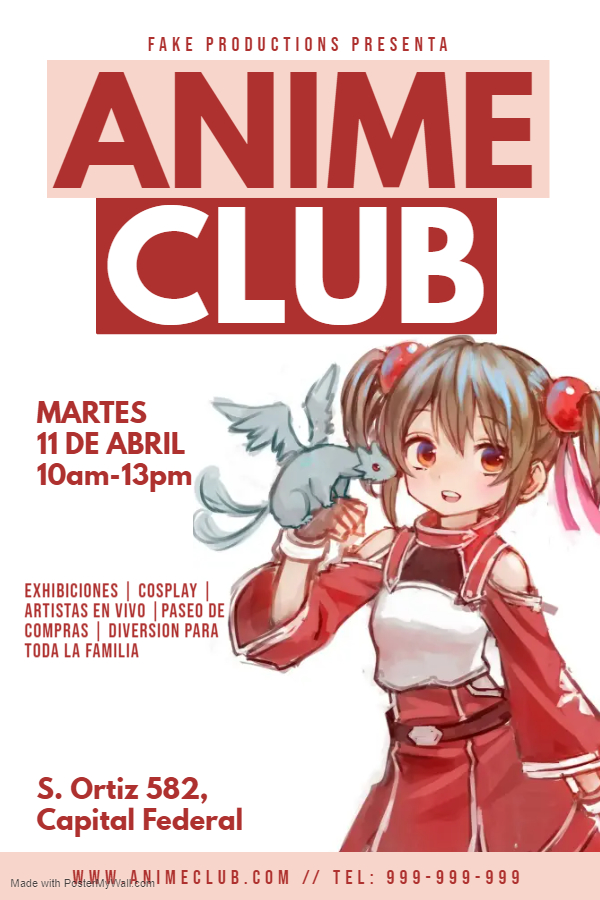 FAKE PRODUCTIONS PRESENTA
ANIME
CLUB
MARTES
11 DE ABRIL
10am-13pm
EXHIBICIONES | COSPLAY |
ARTISTAS EN VIVO |PASEO DE
COMPRAS | DIVERSION PARA
TODA LA FAMILIA
S. Ortiz 582,
Capital Federal
WWW.ANIMECLUB.COM // TEL: 999-999-999
Made with PosterMyWall.com